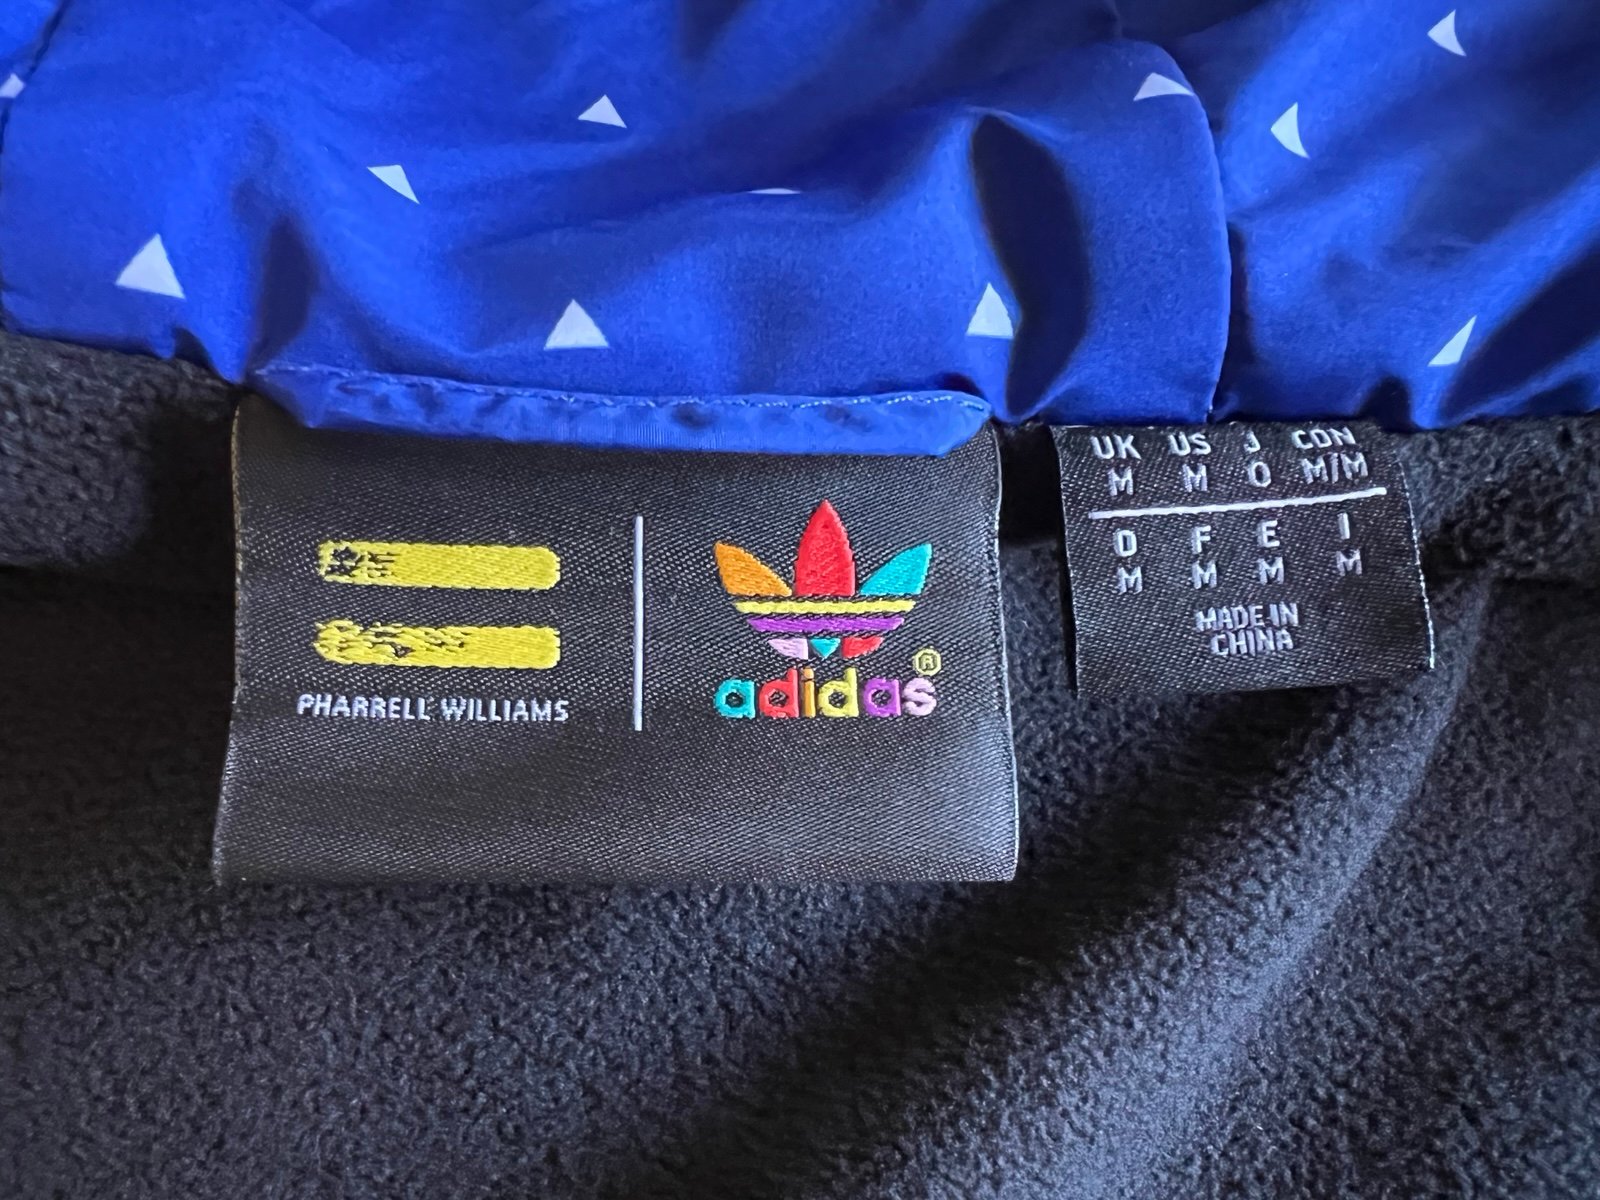 PHARRELL WILLIAMS
adidas®
UK US J CDN
M M O M/M
D F E I
M M M M
MADE IN
CHINA